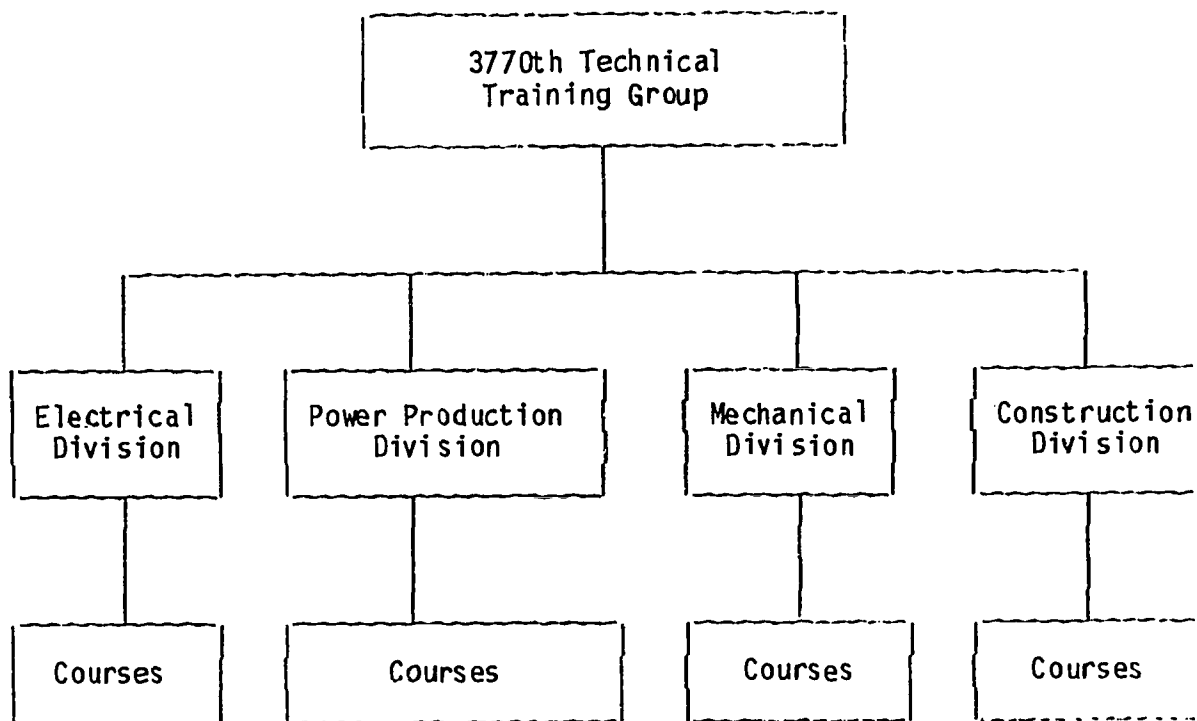 3770th Technical
Training Group
Electrical
Division
Power Production
Division
Mechanical
Division
Construction
Division
Courses
Courses
Courses
Courses